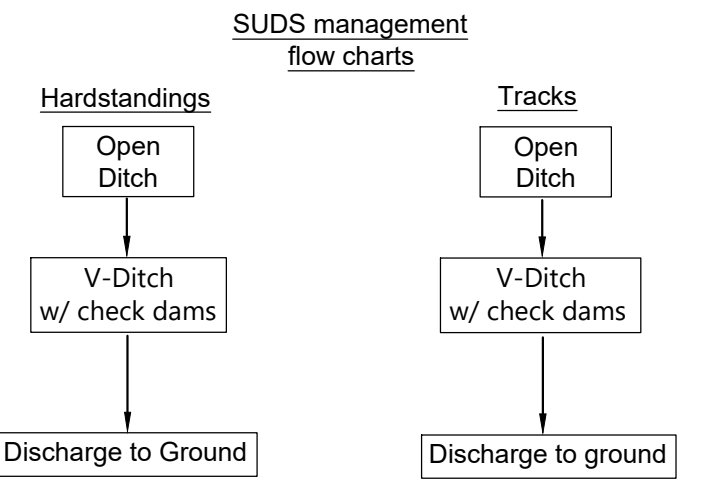 SUDS management
flow charts
Hardstandings
Open
Ditch
V-Ditch
w/ check dams
Discharge to Ground
Tracks
Open
Ditch
V-Ditch
w/ check dams
Discharge to ground